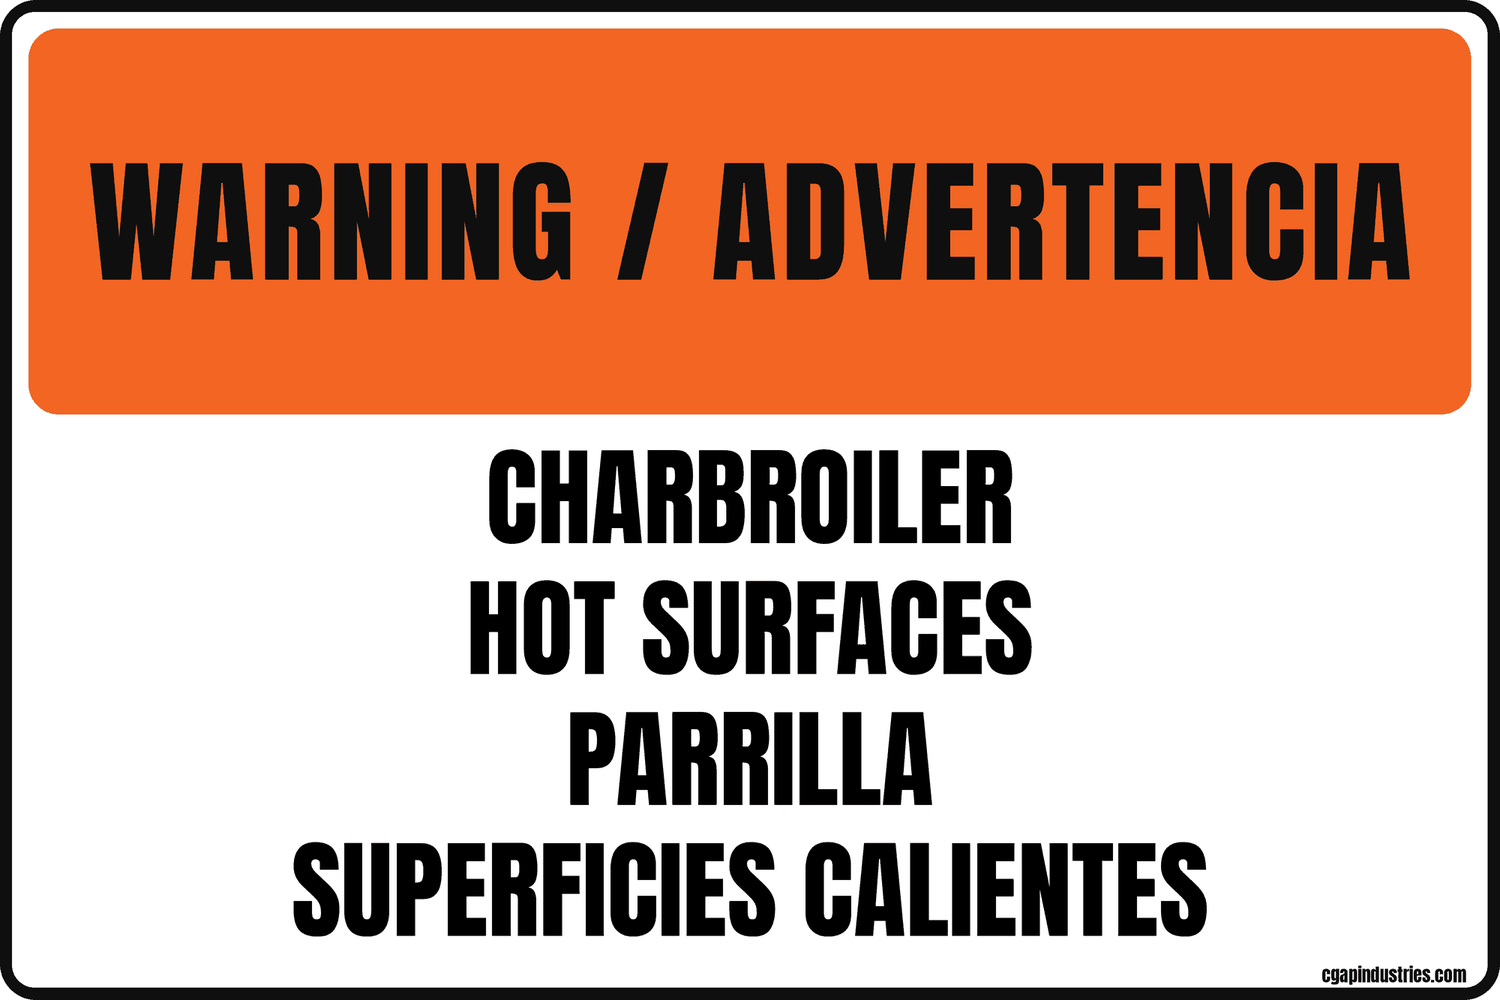 WARNING / ADVERTENCIA
CHARBROILER
HOT SURFACES
PARRILLA
SUPERFICIES CALIENTES
cgapindustries.com